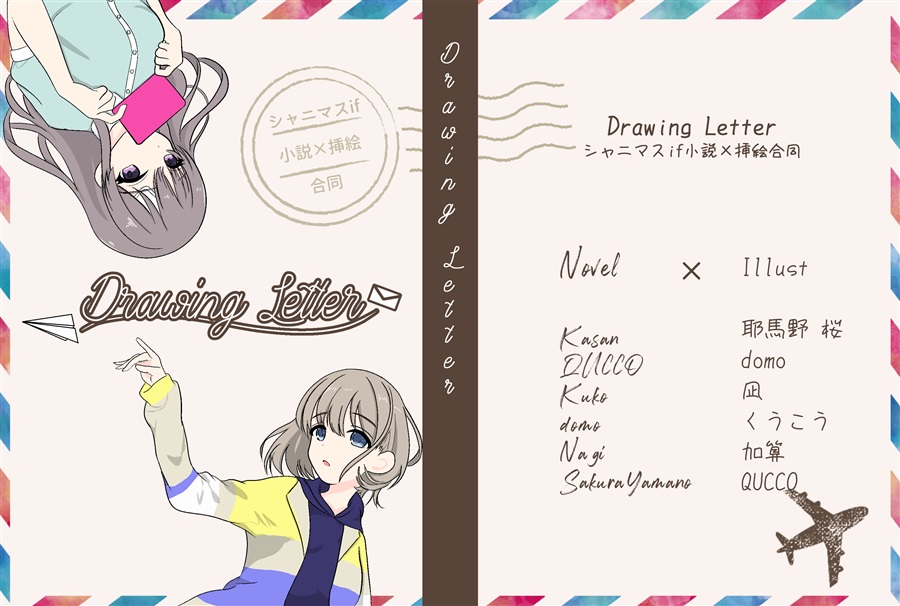 シャニマスif
小説×挿絵
合同
Drawing Letter
Drawing Letter
Drawing Letter
シャニマスif小説×挿絵合同
Novel × Illust
Kasan 耶馬野 桜
QUCCO domo
Kuko 凪
domo くうこう
Nagi 加算
SakuraYamano QUCCO